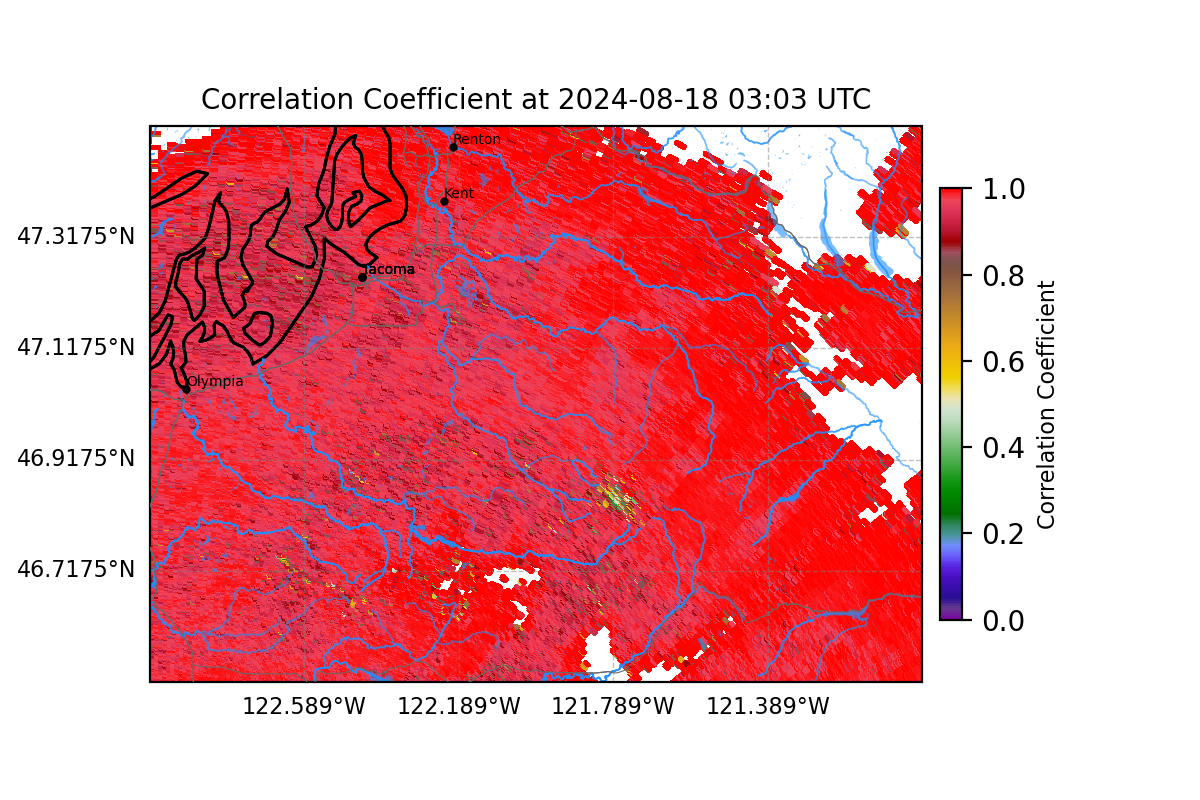 Correlation Coefficient at 2024-08-18 03:03 UTC
Renton
Kent
Tacoma
Olympia
47.3175°N
47.1175°N
46.9175°N
46.7175°N
122.589°W
122.189°W
121.789°W
121.389°W
1.0
0.8
0.6
0.4
0.2
0.0
Correlation Coefficient